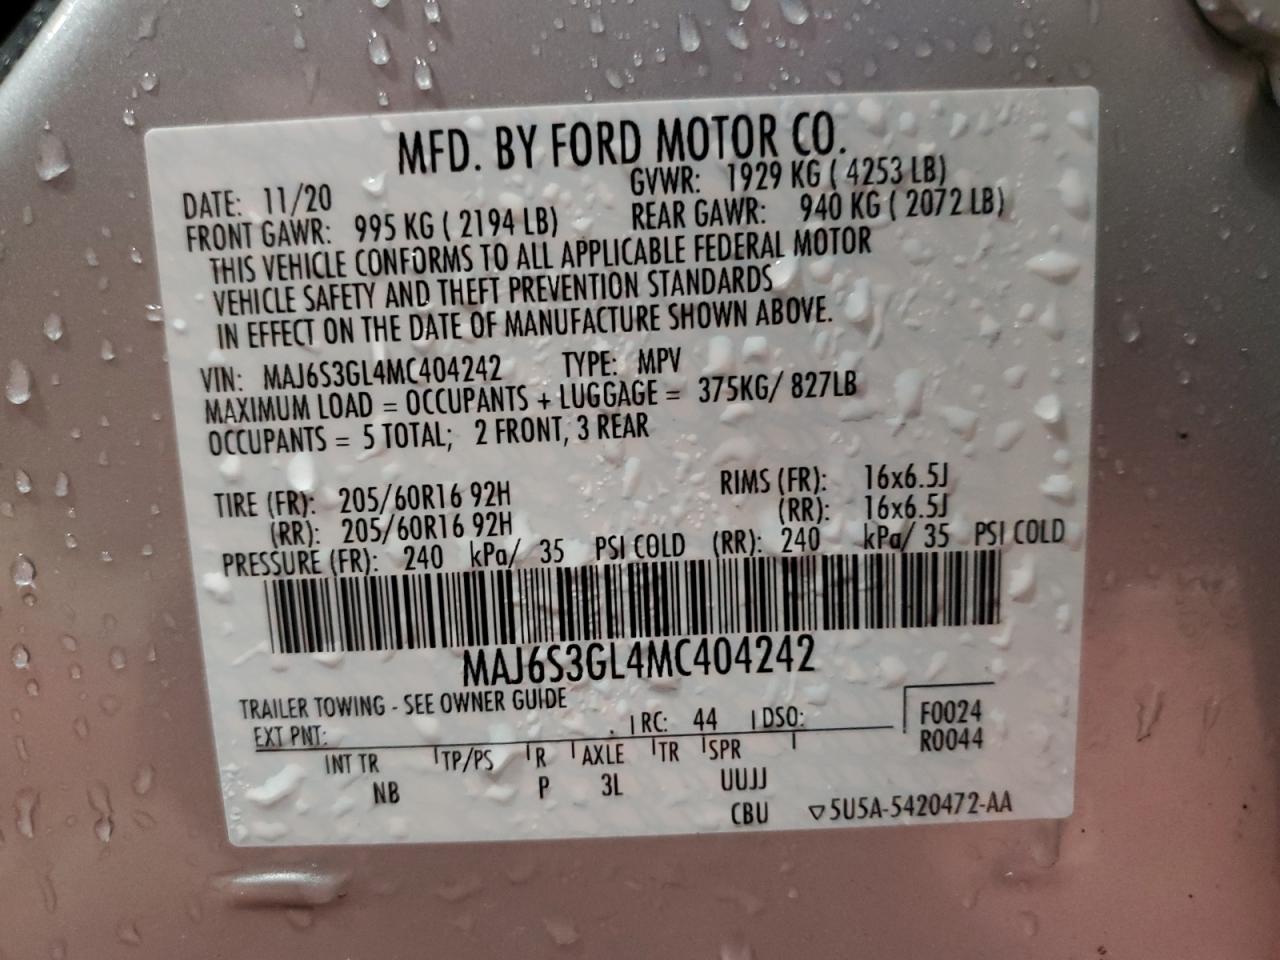 MFD. BY FORD MOTOR CO.
DATE: 11/20 GVWR: 1929 KG ( 4253 LB)
FRONT GAWR: 995 KG ( 2194 LB) REAR GAWR: 940 KG ( 2072 LB)
THIS VEHICLE CONFORMS TO ALL APPLICABLE FEDERAL MOTOR
VEHICLE SAFETY AND THEFT PREVENTION STANDARDS
IN EFFECT ON THE DATE OF MANUFACTURE SHOWN ABOVE.
VIN: MAJ6S3GL4MC404242 TYPE: MPV
MAXIMUM LOAD = OCCUPANTS + LUGGAGE = 375KG/ 827LB
OCCUPANTS = 5 TOTAL; 2 FRONT, 3 REAR
TIRE (FR): 205/60R16 92H RIMS (FR): 16x6.5J
(RR): 205/60R16 92H (RR): 16x6.5J
PRESSURE (FR): 240 kPa/ 35 PSI COLD (RR): 240 kPa/ 35 PSI COLD
MAJ6S3GL4MC404242
TRAILER TOWING - SEE OWNER GUIDE
EXT PNT: RC: 44 DSO: F0024
INT TR TP/PS R AXLE TR SPR R0044
NB P 3L UUJJ
CBU ▽5U5A-5420472-AA